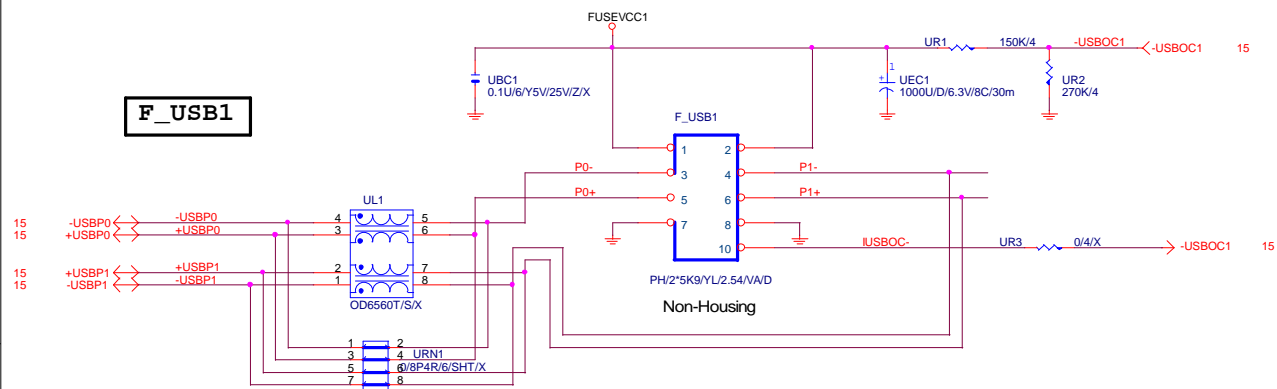 FUSEVCC1
UR1 150K/4 -USBOC1 -USBOC1 15
UBC1
0.1U/6/Y5V/25V/Z/X
1
+
UEC1
1000U/D/6.3V/8C/30m
UR2
270K/4
F_USB1
F_USB1
1 2
P0- 3 4 P1-
P0+ 5 6 P1+
7 8
10 IUSBOC- UR3 0/4/X -USBOC1 15
PH/2*5K9/YL/2.54/VA/D
Non-Housing
UL1
15 -USBP0 -USBP0 4 5
15 +USBP0 +USBP0 3 6
15 +USBP1 +USBP1 2 7
15 -USBP1 -USBP1 1 8
OD6560T/S/X
1 2
3 4 URN1
5 6 0/8P4R/6/SHT/X
7 8